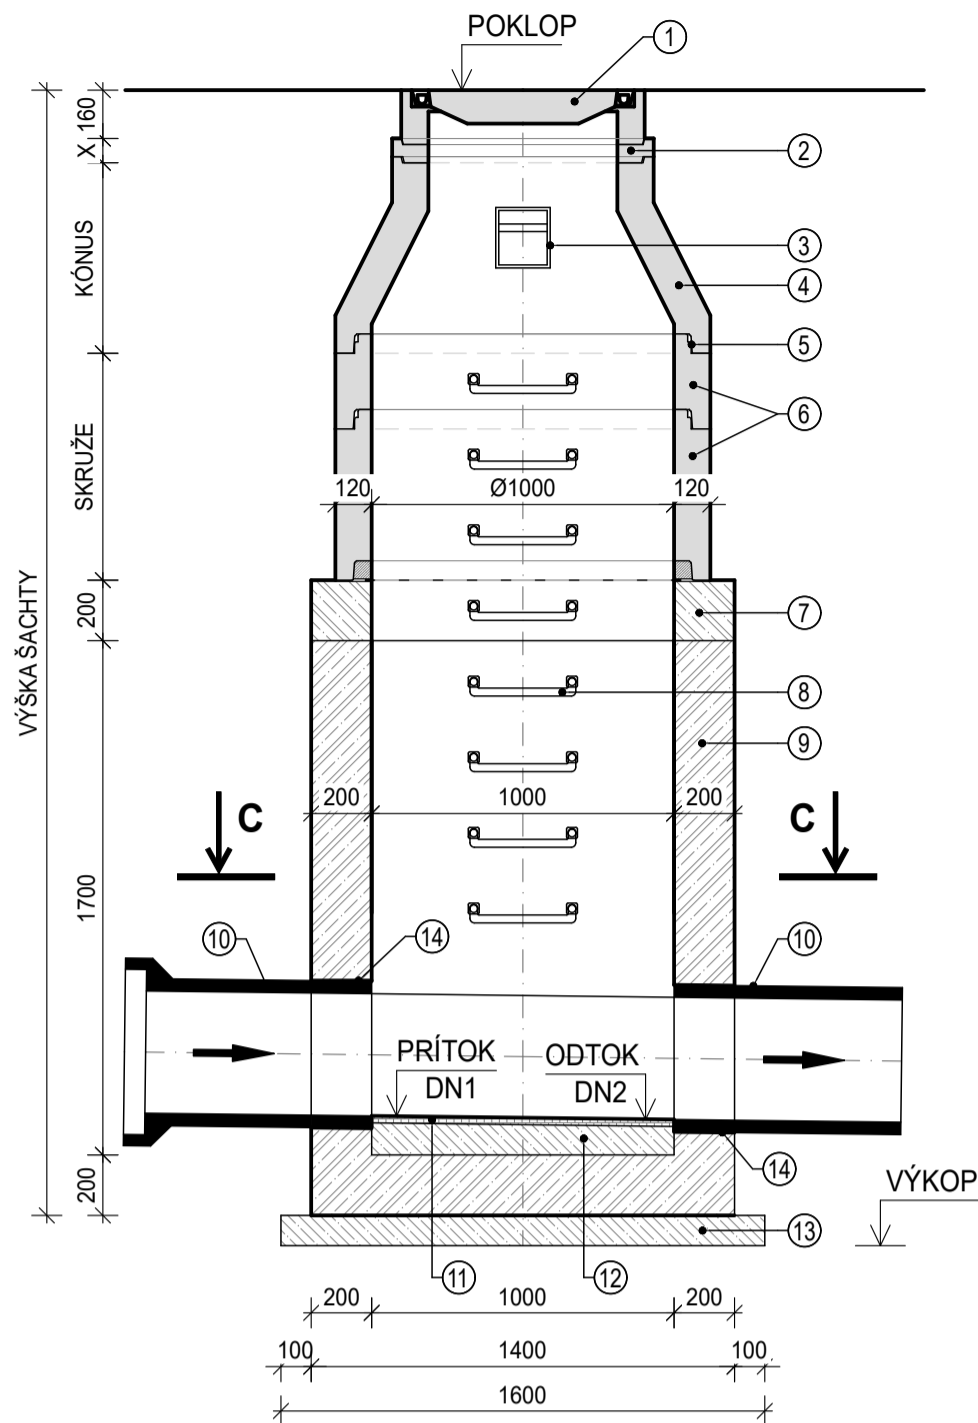 POKLOP
1
160
X
2
KÓNUS
3
4
5
6
SKRUŽE
120
Ø1000
120
VÝŠKA ŠACHTY
200
7
8
9
200
1000
200
C
C
1700
10
14
10
PRÍTOK
DN1
ODTOK
DN2
14
200
VÝKOP
13
11
12
200
1000
200
100
1400
100
1600